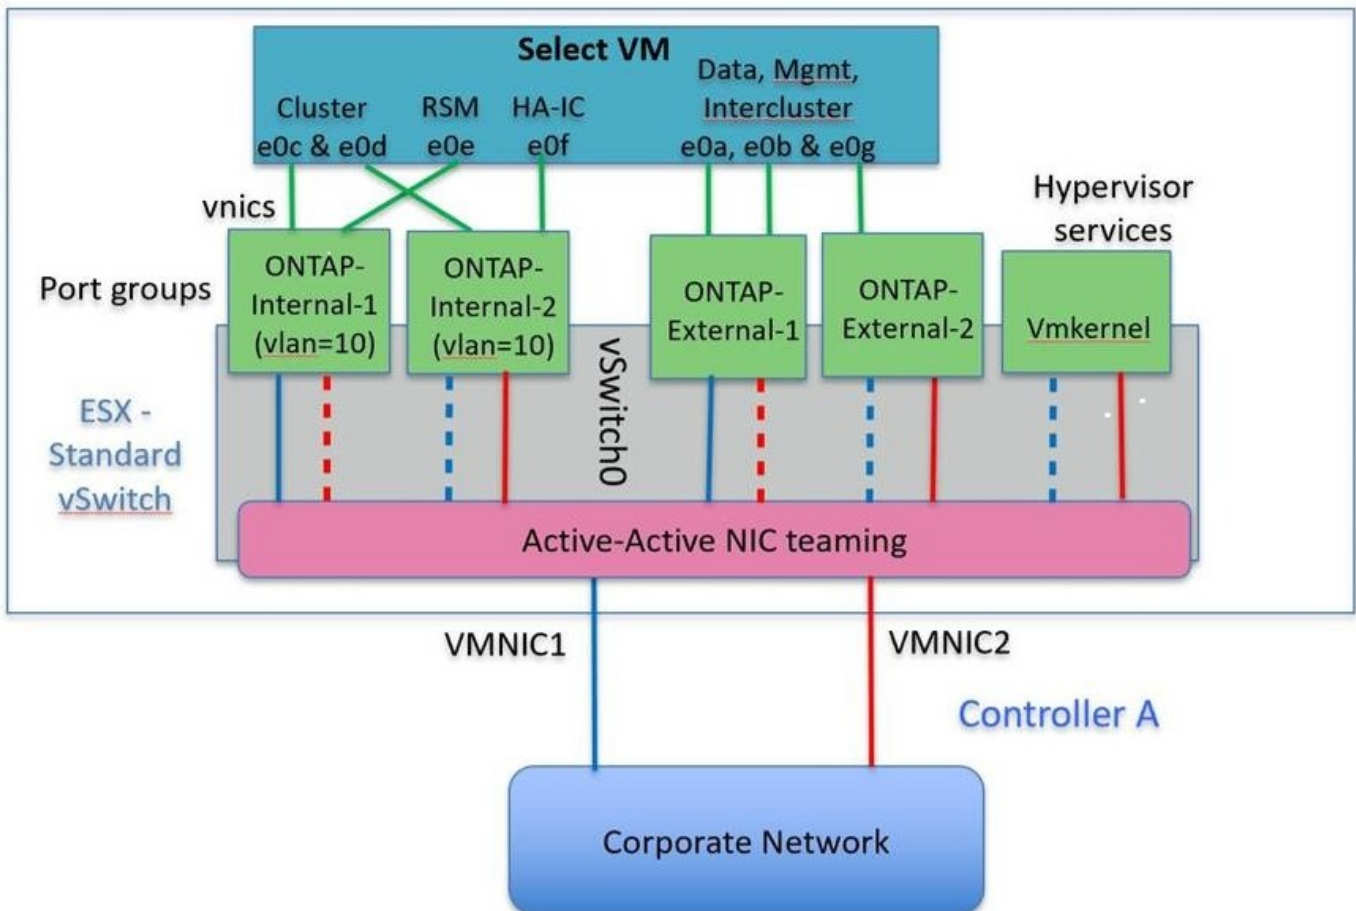 Select VM
Cluster
e0c & e0d
RSM
e0e
HA-IC
e0f
Data, Mgmt,
Intercluster
e0a, e0b & e0g
vnics
Hypervisor
services
Port groups
ONTAP-
Internal-1
(vlan=10)
ONTAP-
Internal-2
(vlan=10)
vSwitch0
ONTAP-
External-1
ONTAP-
External-2
Vmkernel
ESX -
Standard
vSwitch
Active-Active NIC teaming
VMNIC1
VMNIC2
Controller A
Corporate Network